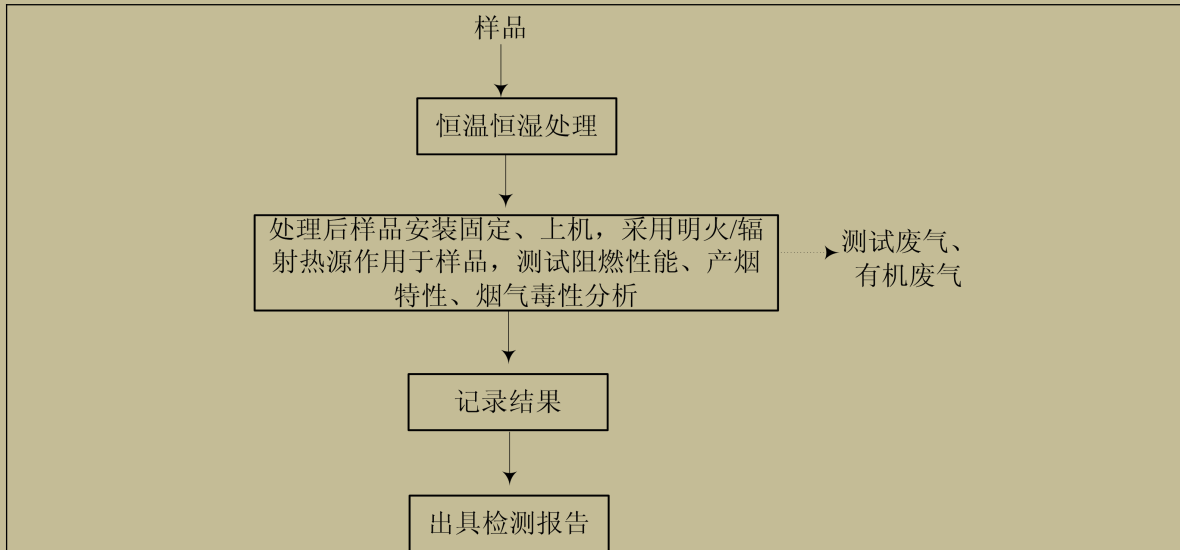 样品
恒温恒湿处理
处理后样品安装固定、上机，采用明火/辐
射热源作用于样品，测试阻燃性能、产烟
特性、烟气毒性分析
测试废气、
有机废气
记录结果
出具检测报告